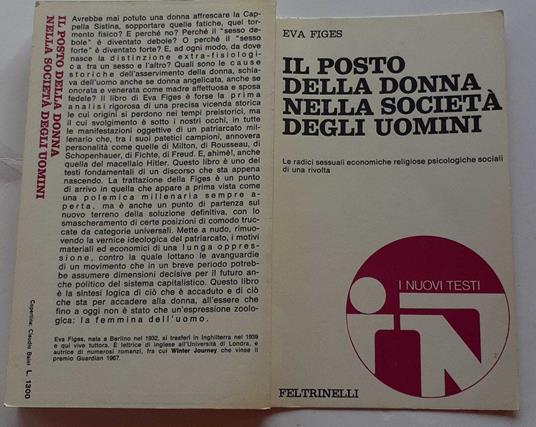 IL POSTO DELLA DONNA
NELLA SOCIETÀ DEGLI UOMINI
Avrebbe mai potuto una donna affrescare la Cap-
pella Sistina, sopportare quelle fatiche, quel tor-
mento fisico? E perché no? Perché il "sesso de-
bole" è diventato debole? O perché il "sesso
forte" è diventato forte? E, ad ogni modo, da dove
nasce la distinzione extra-fisiologi-
ca tra un sesso e l'altro? Quali sono le cause
storiche dell'asservimento della donna, schia-
va dell'uomo anche se donna angelicata, anche se
onorata e venerata come madre affettuosa e sposa
fedele? Il libro di Eva Figes è forse la prima
analisi rigorosa di una precisa vicenda storica
le cui origini si perdono nei tempi preistorici, ma
il cui svolgimento è sotto i nostri occhi, in tutte
le manifestazioni oggettive di un patriarcato mil-
lenario che, tra i suoi patetici campioni, annovera
personalità come quelle di Milton, di Rousseau, di
Schopenhauer, di Fichte, di Freud. E, ahimè!, anche
quella del macellaio Hitler. Questo libro è uno dei
testi fondamentali di un discorso che sta appena
nascendo. La trattazione della Figes è un punto
di arrivo in quella che appare a prima vista come
una polemica millenaria sempre a-
perta, ma è anche un punto di partenza sul
nuovo terreno della soluzione definitiva, con lo
smascheramento di certe posizioni di comodo truc-
cate da categorie universali. Mette a nudo, rimuo-
vendo la vernice ideologica del patriarcato, i motivi
materiali ed economici di una lunga oppres-
sione, contro la quale lottano le avanguardie
di un movimento che in un breve periodo potreb-
be assumere dimensioni decisive per il futuro an-
che politico del sistema capitalistico. Questo libro
è la sintesi logica di ciò che è accaduto e di ciò
che sta per accadere alla donna, all'essere che
fino a oggi non è stato che un'espressione zoolo-
gica: la femmina dell'uomo.
Eva Figes, nata a Berlino nel 1932, si trasferì in Inghilterra nel 1939
e qui vive tuttora. È lettrice di inglese all'Università di Londra, e
autrice di numerosi romanzi, fra cui Winter Journey che vinse il
premio Guardian 1967.
Copertina: Claudio Baisi L. 1300
EVA FIGES
IL POSTO
DELLA DONNA
NELLA SOCIETÀ
DEGLI UOMINI
Le radici sessuali economiche religiose psicologiche sociali
di una rivolta
I NUOVI TESTI
iN
FELTRINELLI